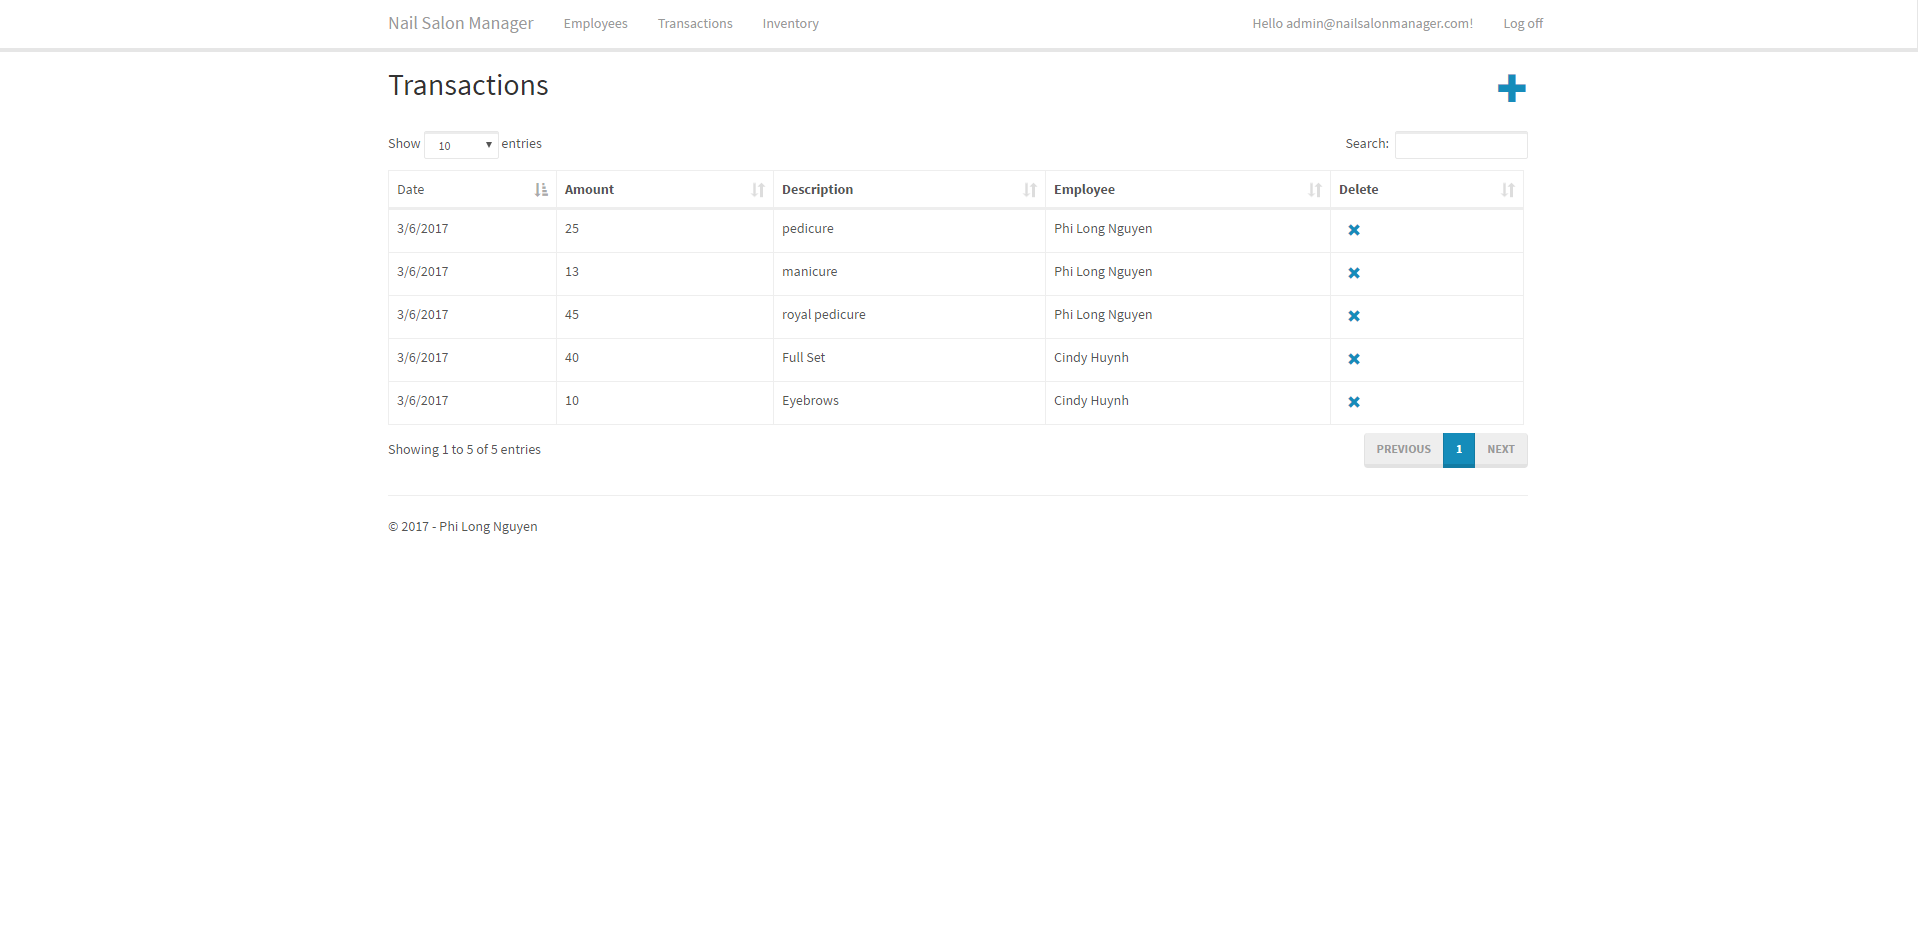 Nail Salon Manager Employees Transactions Inventory Hello admin@nailsalonmanager.com! Log off
Transactions
Show 10 entries Search:
Date Amount Description Employee Delete
3/6/2017 25 pedicure Phi Long Nguyen
3/6/2017 13 manicure Phi Long Nguyen
3/6/2017 45 royal pedicure Phi Long Nguyen
3/6/2017 40 Full Set Cindy Huynh
3/6/2017 10 Eyebrows Cindy Huynh
Showing 1 to 5 of 5 entries PREVIOUS 1 NEXT
© 2017 - Phi Long Nguyen